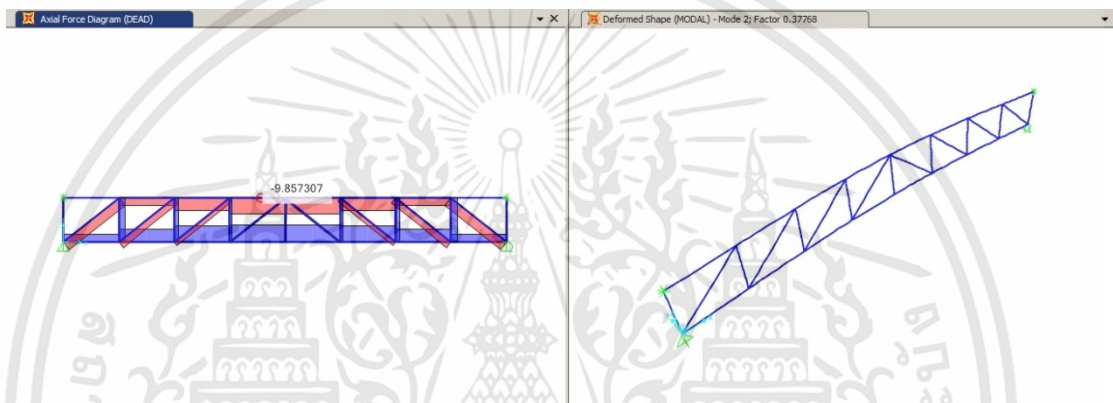 Axial Force Diagram (DEAD)
Deformed Shape (MODAL) - Mode 2; Factor 0.37768
-9.857307